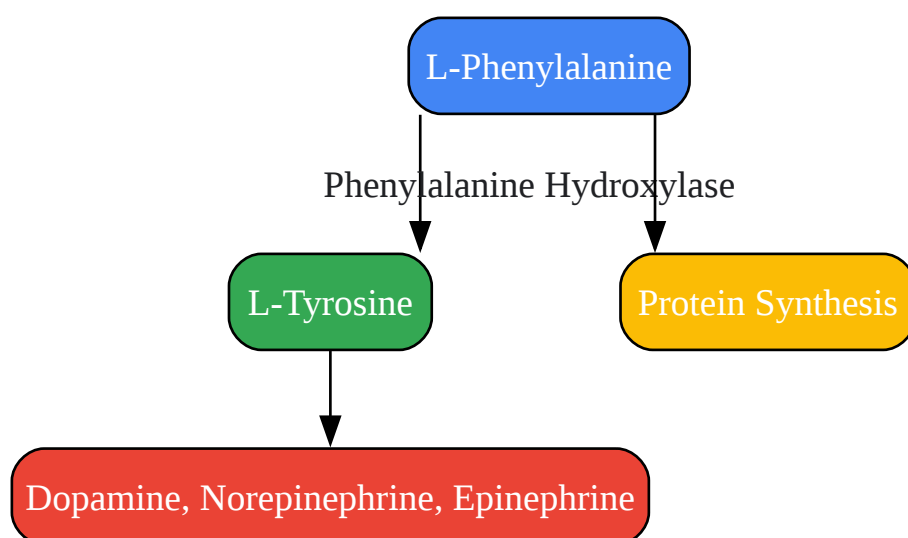 L-Phenylalanine
Phenylalanine Hydroxylase
L-Tyrosine
Protein Synthesis
Dopamine, Norepinephrine, Epinephrine